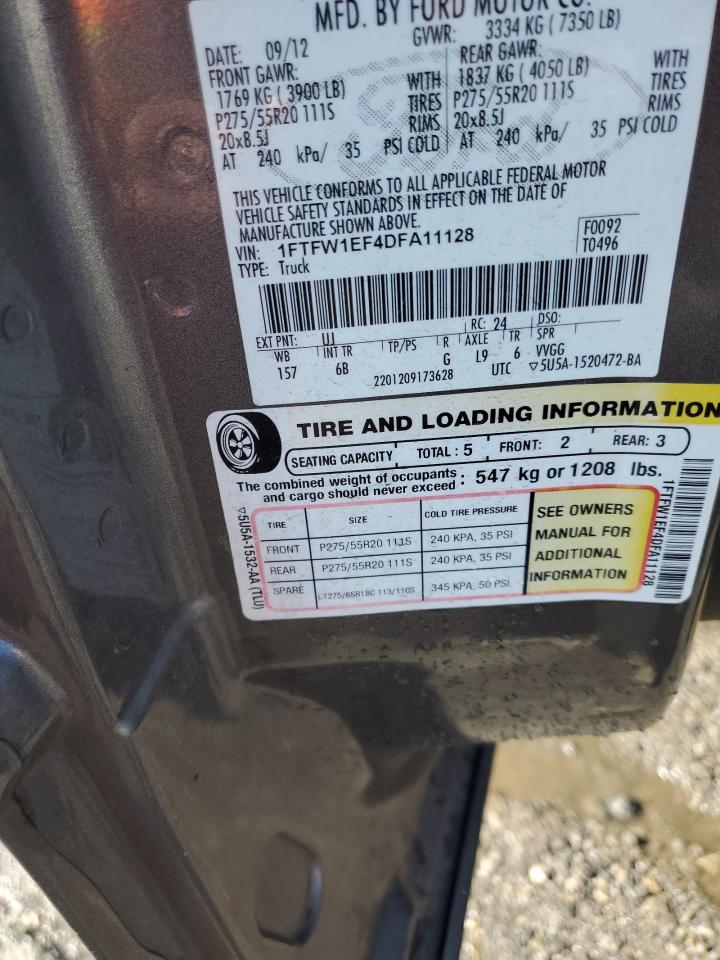 MFD. BY FORD MOTOR CO.
DATE: 09/12 GVWR: 3334 KG ( 7350 LB)
FRONT GAWR: REAR GAWR:
1769 KG ( 3900 LB) WITH 1837 KG ( 4050 LB) WITH
P275/55R20 111S TIRES P275/55R20 111S TIRES
20x8.5J RIMS 20x8.5J RIMS
AT 240 kPa/ 35 PSI COLD AT 240 kPa/ 35 PSI COLD
THIS VEHICLE CONFORMS TO ALL APPLICABLE FEDERAL MOTOR
VEHICLE SAFETY STANDARDS IN EFFECT ON THE DATE OF
MANUFACTURE SHOWN ABOVE.
VIN: 1FTFW1EF4DFA11128 F0092
TYPE: Truck T0496
EXT PNT: UJ RC: 24 DSO:
WB INT TR TP/PS R AXLE TR SPR
157 6B G L9 6 VVGG
2201209173628 UTC ▽5U5A-1520472-BA
TIRE AND LOADING INFORMATION
SEATING CAPACITY TOTAL : 5 FRONT: 2 REAR: 3
The combined weight of occupants and cargo should never exceed : 547 kg or 1208 lbs.
TIRE SIZE COLD TIRE PRESSURE
FRONT P275/55R20 111S 240 KPA, 35 PSI
REAR P275/55R20 111S 240 KPA, 35 PSI
SPARE LT275/65R18C 113/110S 345 KPA, 50 PSI
SEE OWNERS
MANUAL FOR
ADDITIONAL
INFORMATION
▽5U5A-1532-AA (TLU)
1FTFW1EF4DFA11128